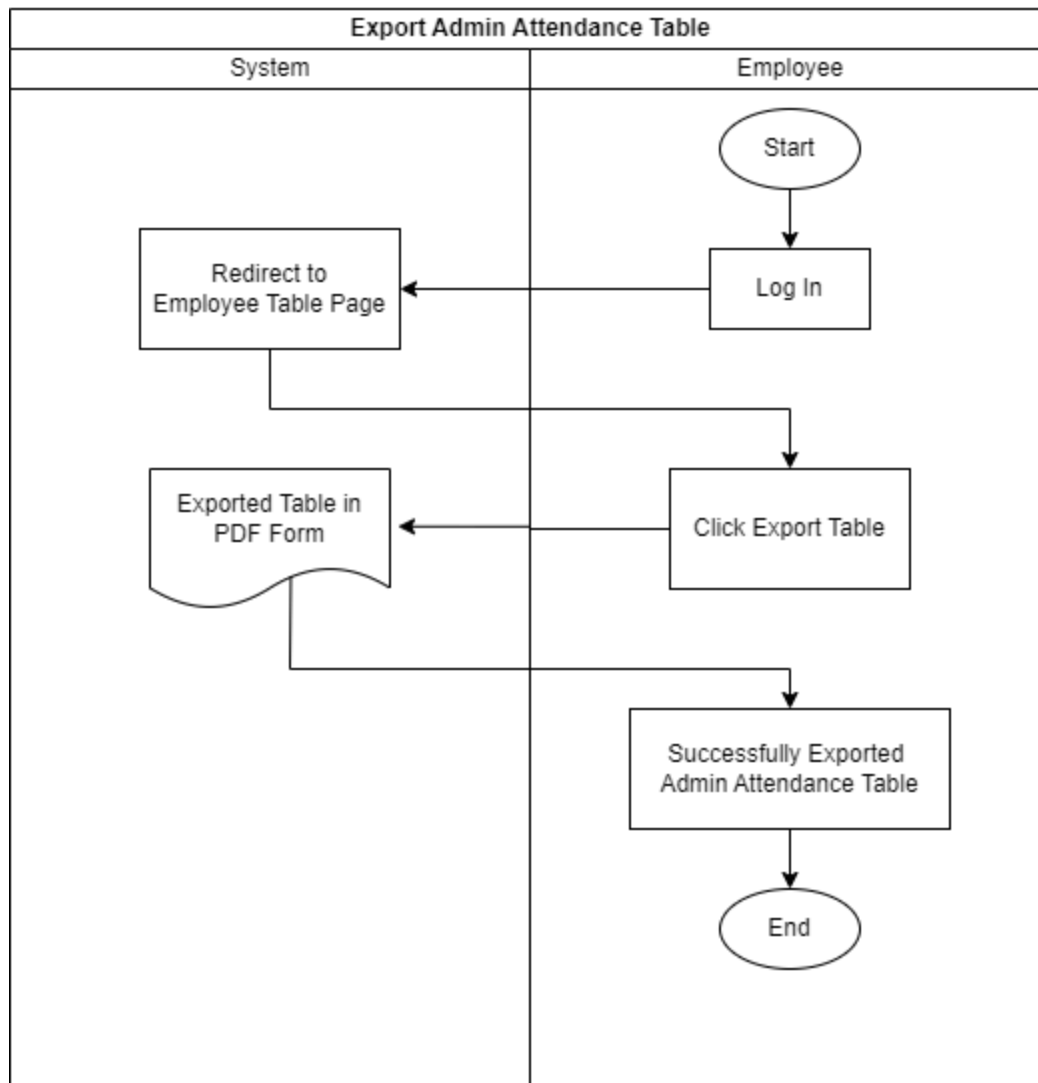 Export Admin Attendance Table
System
Employee
Start
Log In
Redirect to
Employee Table Page
Click Export Table
Exported Table in
PDF Form
Successfully Exported
Admin Attendance Table
End